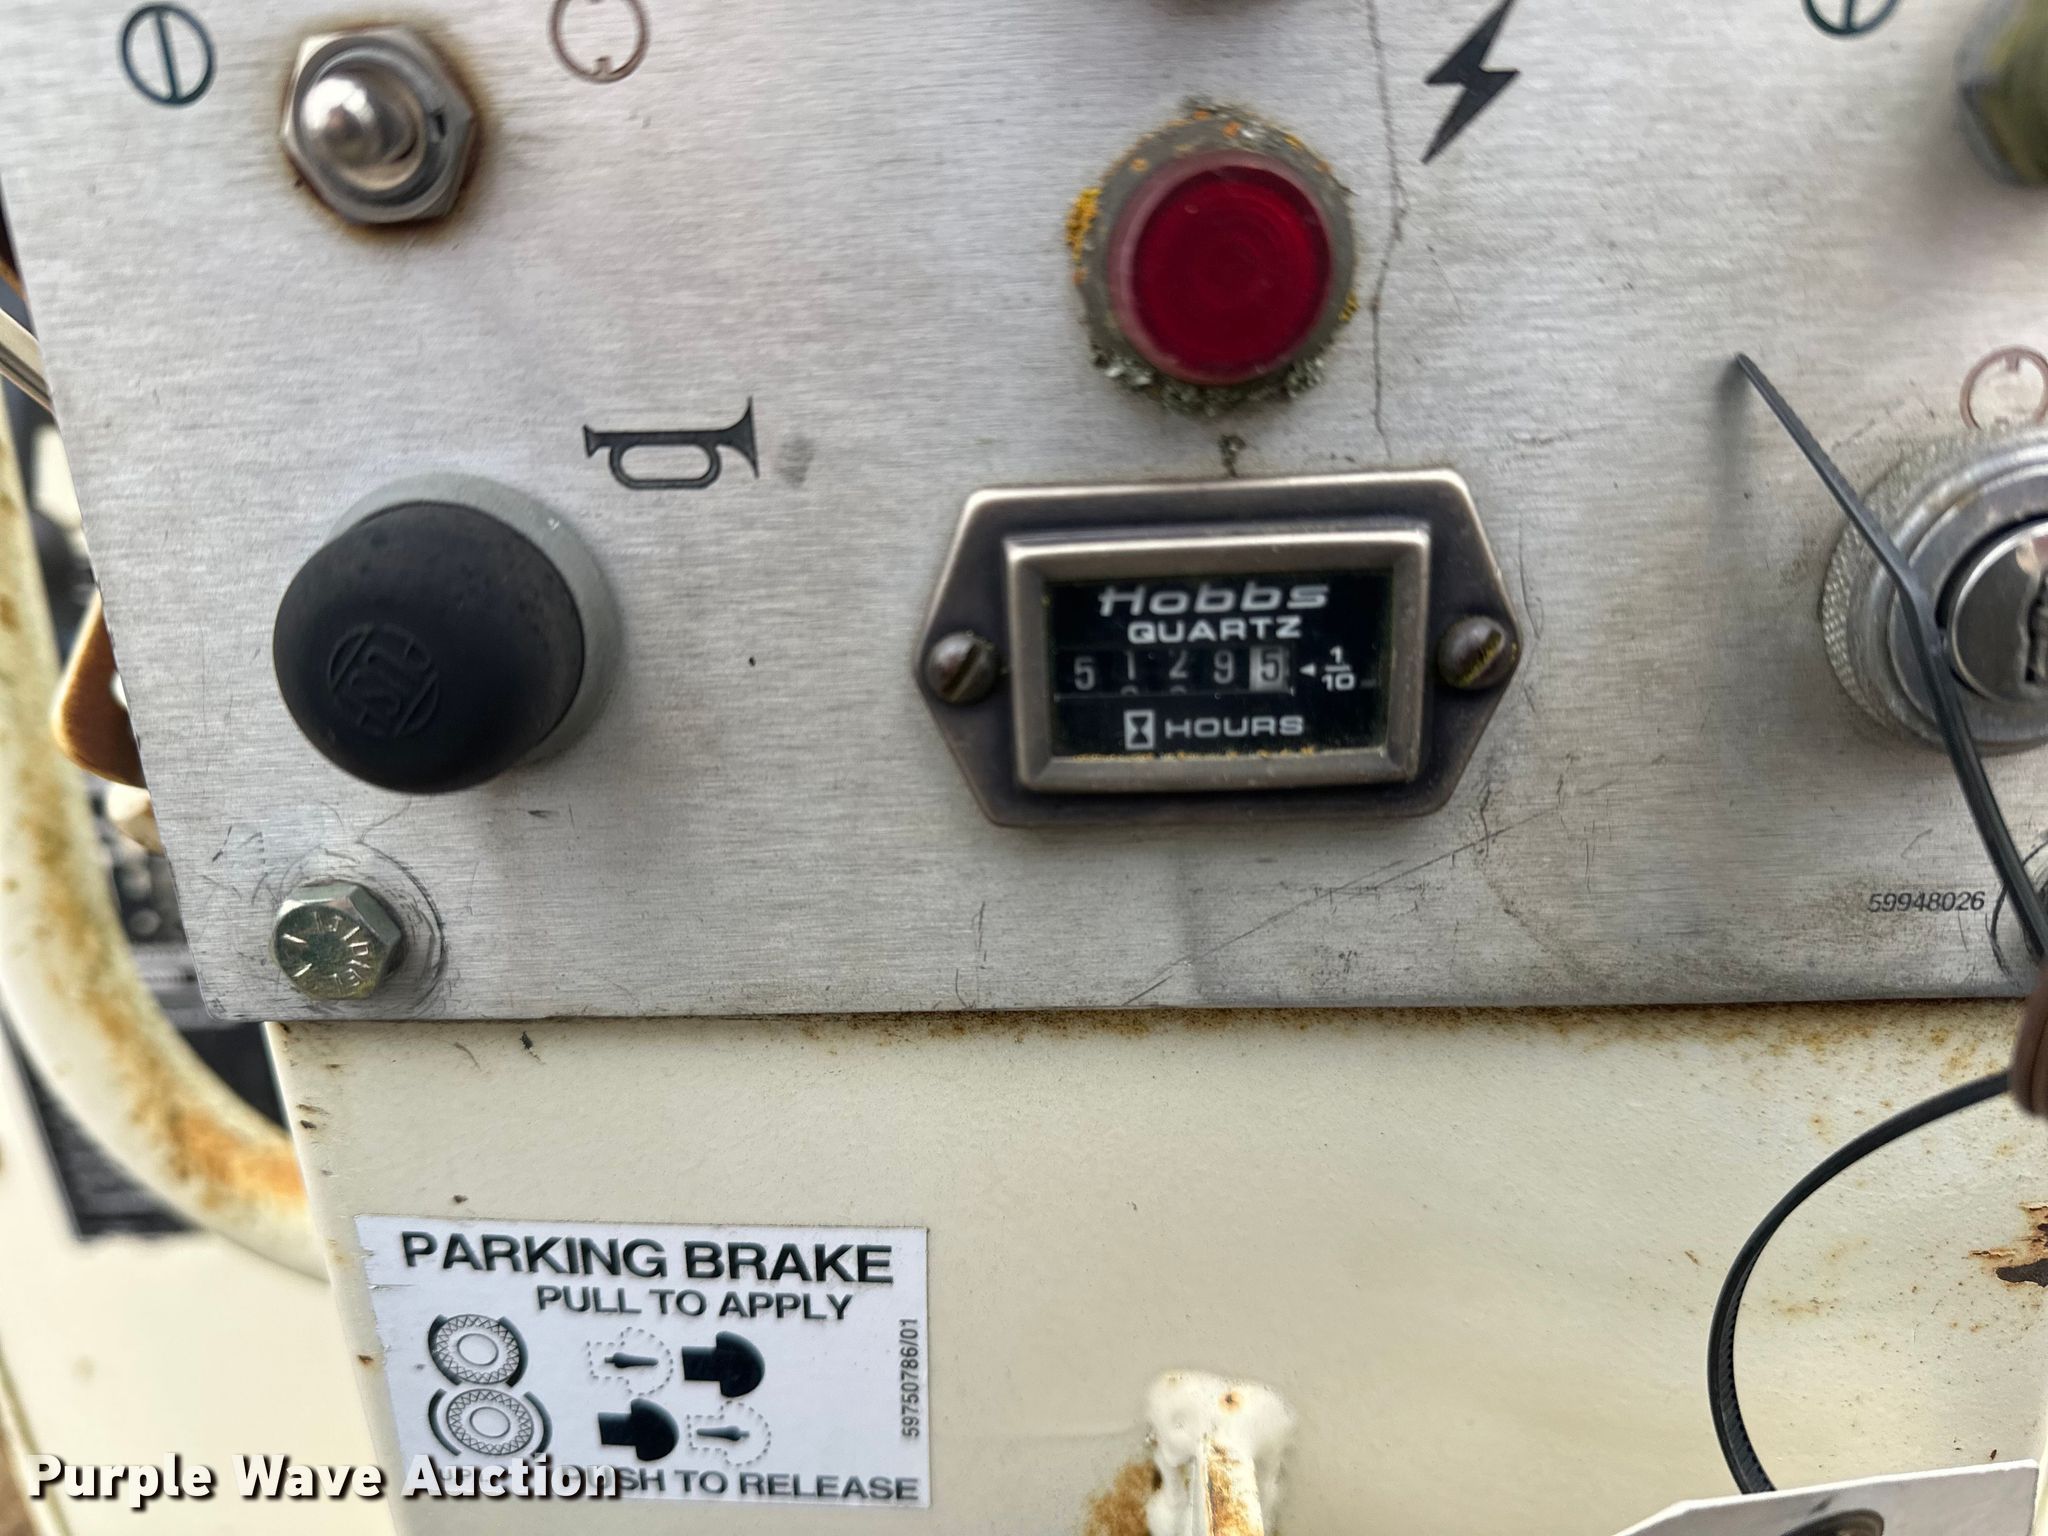 Hobbs
QUARTZ
5 1 2 9 5 ◄ 1/10
HOURS
59948026
PARKING BRAKE
PULL TO APPLY
59750786/01
TO RELEASE
Purple Wave Auction